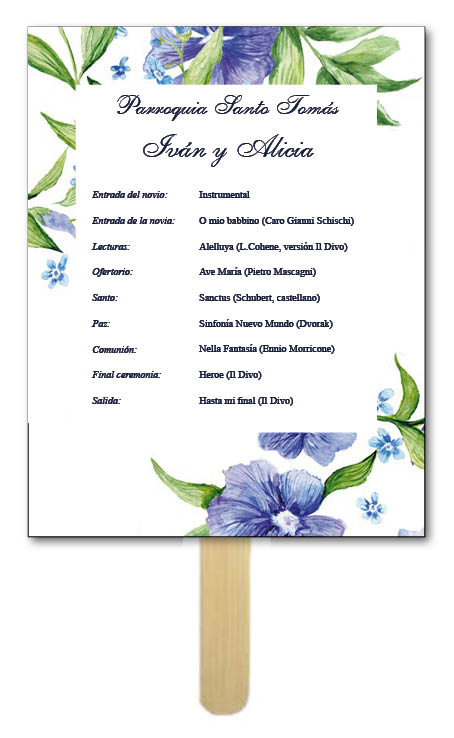 Parroquia Santo Tomás
Iván y Alicia
Entrada del novio: Instrumental
Entrada de la novia: O mio babbino (Caro Gianni Schischi)
Lecturas: Alelluya (L.Cohene, versión Il Divo)
Ofertorio: Ave María (Pietro Mascagni)
Santo: Sanctus (Schubert, castellano)
Paz: Sinfonía Nuevo Mundo (Dvorak)
Comunión: Nella Fantasía (Ennio Morricone)
Final ceremonia: Heroe (Il Divo)
Salida: Hasta mi final (Il Divo)